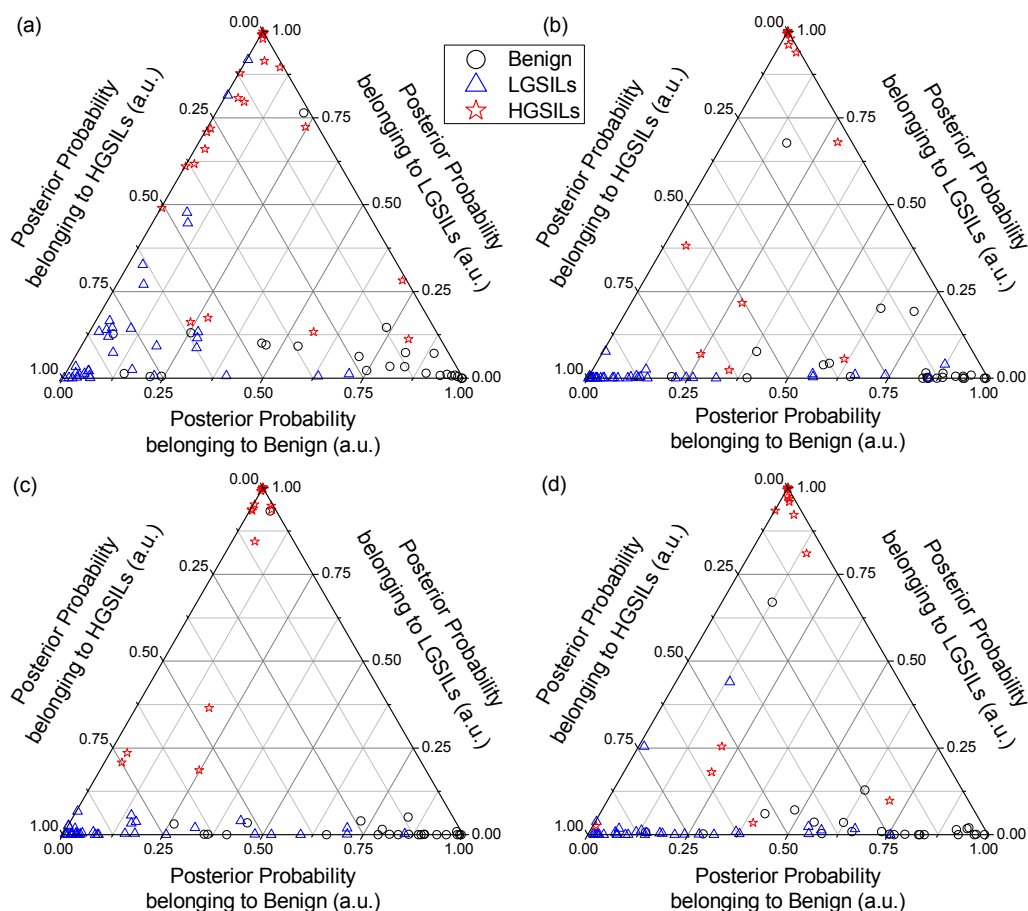 (a)
0.00
1.00
Benign
LGSILs
HGSILs
(b)
0.00
1.00
Posterior Probability
belonging to HGSILs (a.u.)
0.25
0.50
0.75
1.00
Posterior Probability
belonging to LGSILs (a.u.)
0.75
0.50
0.25
0.00
0.00
0.25
0.50
0.75
1.00
Posterior Probability
belonging to Benign (a.u.)
Posterior Probability
belonging to HGSILs (a.u.)
0.25
0.50
0.75
1.00
Posterior Probability
belonging to LGSILs (a.u.)
0.75
0.50
0.25
0.00
0.00
0.25
0.50
0.75
1.00
Posterior Probability
belonging to Benign (a.u.)
(c)
0.00
1.00
Posterior Probability
belonging to HGSILs (a.u.)
0.25
0.50
0.75
1.00
Posterior Probability
belonging to LGSILs (a.u.)
0.75
0.50
0.25
0.00
0.00
0.25
0.50
0.75
1.00
Posterior Probability
belonging to Benign (a.u.)
(d)
0.00
1.00
Posterior Probability
belonging to HGSILs (a.u.)
0.25
0.50
0.75
1.00
Posterior Probability
belonging to LGSILs (a.u.)
0.75
0.50
0.25
0.00
0.00
0.25
0.50
0.75
1.00
Posterior Probability
belonging to Benign (a.u.)